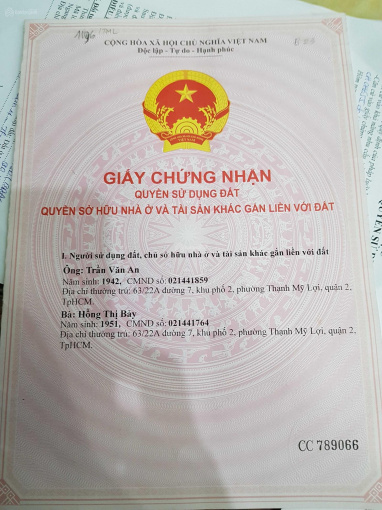 CỘNG HÒA XÃ HỘI CHỦ NGHĨA VIỆT NAM
Độc lập - Tự do - Hạnh phúc
GIẤY CHỨNG NHẬN
QUYỀN SỬ DỤNG ĐẤT
QUYỀN SỞ HỮU NHÀ Ở VÀ TÀI SẢN KHÁC GẮN LIỀN VỚI ĐẤT
I. Người sử dụng đất, chủ sở hữu nhà ở và tài sản khác gắn liền với đất
Ông: Trần Văn An
Năm sinh: 1942, CMND số: 021441859
Địa chỉ thường trú: 63/22A đường 7, khu phố 2, phường Thạnh Mỹ Lợi, quận 2,
TpHCM.
Bà: Hồng Thị Bảy
Năm sinh: 1951, CMND số: 021441764
Địa chỉ thường trú: 63/22A đường 7, khu phố 2, phường Thạnh Mỹ Lợi, quận 2,
TpHCM.
CC 789066